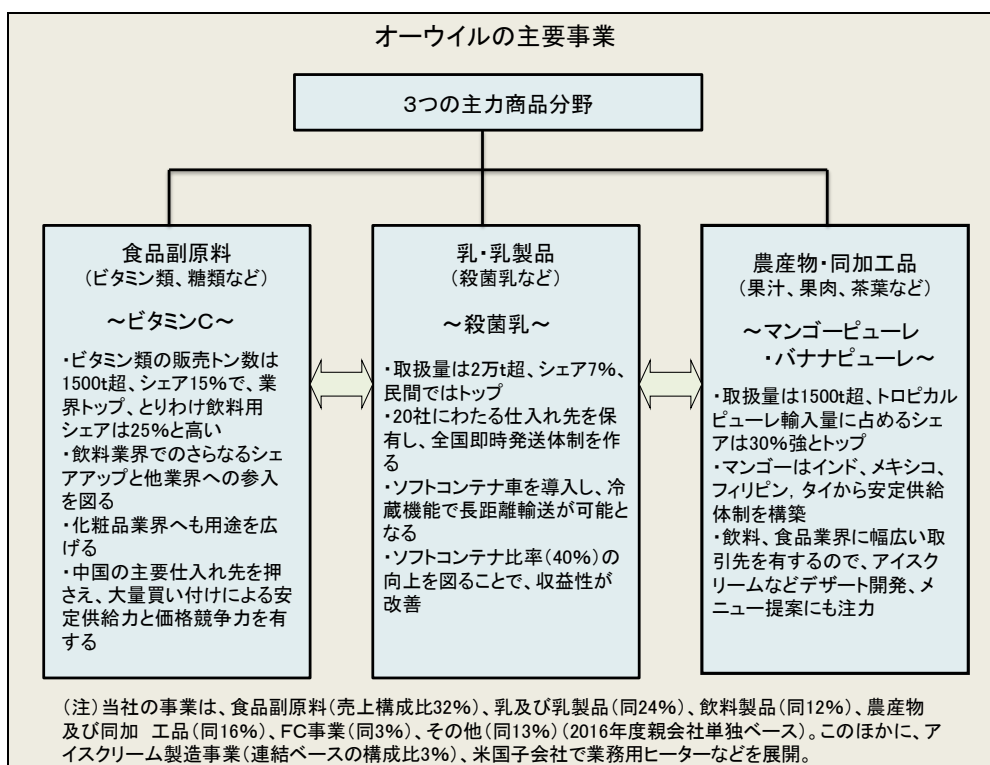 オーウイルの主要事業
3つの主力商品分野
食品副原料
(ビタミン類、糖類など)
～ビタミンC～
・ビタミン類の販売トン数は
1500t超、シェア15%で、業
界トップ、とりわけ飲料用
シェアは25%と高い
・飲料業界でのさらなるシェ
アアップと他業界への参入
を図る
・化粧品業界へも用途を広
げる
・中国の主要仕入れ先を押
さえ、大量買い付けによる安
定供給力と価格競争力を有
する
乳・乳製品
(殺菌乳など)
～殺菌乳～
・取扱量は2万t超、シェア7%、
民間ではトップ
・20社にわたる仕入れ先を保
有し、全国即時発送体制を作
る
・ソフトコンテナ車を導入し、冷
蔵機能で長距離輸送が可能と
なる
・ソフトコンテナ比率(40%)の
向上を図ることで、収益性が
改善
農産物・同加工品
(果汁、果肉、茶葉など)
～マンゴーピューレ
・バナナピューレ～
・取扱量は1500t超、トロピカル
ピューレ輸入量に占めるシェ
アは30%強とトップ
・マンゴーはインド、メキシコ、
フィリピン, タイから安定供給
体制を構築
・飲料、食品業界に幅広い取
引先を有するので、アイスク
リームなどデザート開発、メ
ニュー提案にも注力
(注)当社の事業は、食品副原料(売上構成比32%)、乳及び乳製品(同24%)、飲料製品(同12%)、農産物
及び同加 工品(同16%)、FC事業(同3%)、その他(同13%)(2016年度親会社単独ベース)。このほかに、ア
イスクリーム製造事業(連結ベースの構成比3%)、米国子会社で業務用ヒーターなどを展開。